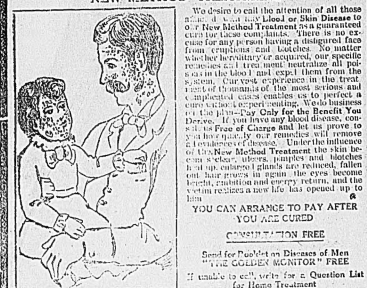 NEW METHOD
We desire to call the attention of all those
with any Blood or Skin Disease to
our New Method Treatment as a guaranteed
cure for these complaints. There is no ex-
cuse for any person having a disfigured face
from eruptions and blotches. No matter
whether hereditary or acquired, our specific
remedies and treatment neutralize all poi-
sons in the blood and expel them from the
system. Our vast experience in the treat
ment of thousands of the most serious and
complicated cases enables us to perfect a
cure without experimenting. We do business
on the plan—Pay Only for the Benefit You
Derive. If you have any blood disease, con-
sult us Free of Charge and let us prove to
you how quickly our remedies will remove
all evidences of disease. Under the influence
of the New Method Treatment the skin be-
comes clear, ulcers, pimples and blotches
heal up, enlarged glands are reduced, fallen
out hair grows in again, the eyes become
bright, ambition and energy return, and the
victim realizes a new life has opened up to
him
YOU CAN ARRANGE TO PAY AFTER
YOU ARE CURED
CONSULTATION FREE
Send for Booklet on Diseases of Men
"THE GOLDEN MONITOR" FREE
If unable to call, write for a Question List
for Home Treatment